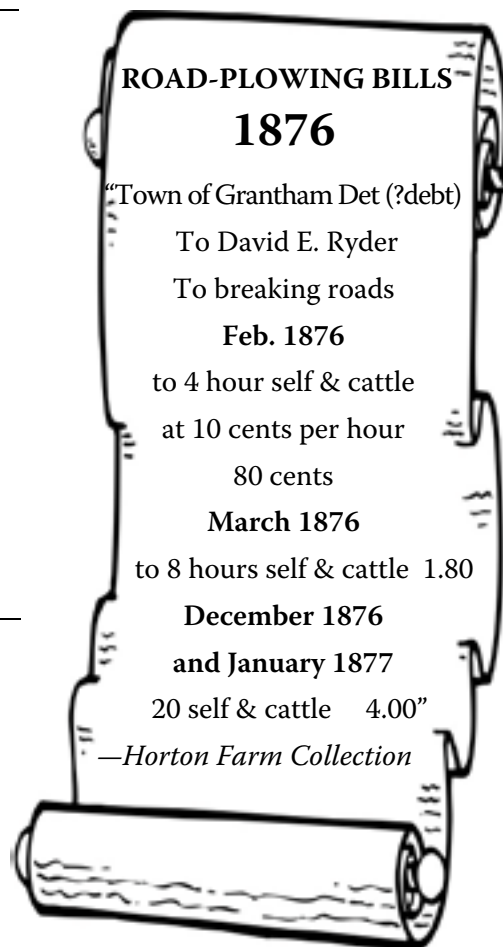 ROAD-PLOWING BILLS
1876
“Town of Grantham Det (?debt)
To David E. Ryder
To breaking roads
Feb. 1876
to 4 hour self & cattle
at 10 cents per hour
80 cents
March 1876
to 8 hours self & cattle 1.80
December 1876
and January 1877
20 self & cattle 4.00”
—Horton Farm Collection